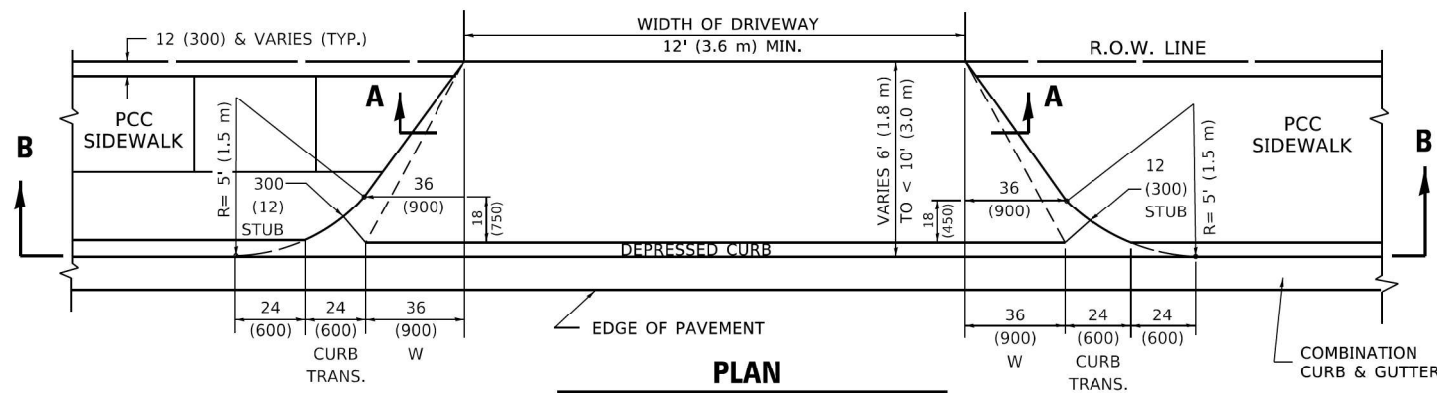 WIDTH OF DRIVEWAY
12' (3.6 m) MIN.
12 (300) & VARIES (TYP.)
R.O.W. LINE
A
A
PCC
SIDEWALK
PCC
SIDEWALK
B
B
R= 5' (1.5 m)
300
(12)
STUB
36
(900)
18
(750)
VARIES 6' (1.8 m)
TO < 10' (3.0 m)
36
(900)
18
(450)
12
(300)
STUB
R= 5' (1.5 m)
DEPRESSED CURB
24
(600)
24
(600)
CURB
TRANS.
36
(900)
W
EDGE OF PAVEMENT
36
(900)
W
24
(600)
CURB
TRANS.
24
(600)
COMBINATION
CURB & GUTTER
PLAN